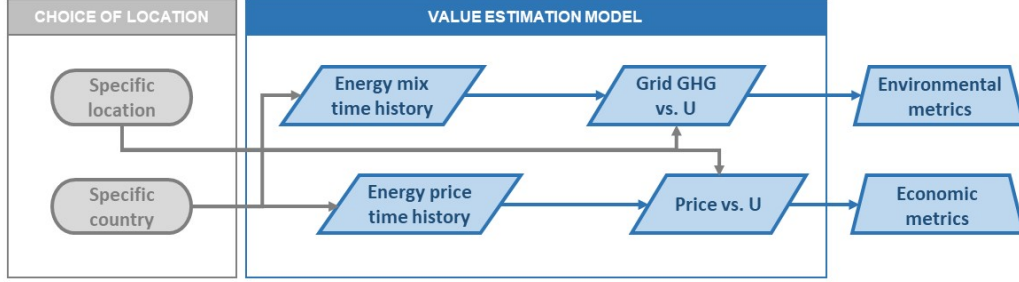 CHOICE OF LOCATION
VALUE ESTIMATION MODEL
Specific
location
Energy mix
time history
Grid GHG
vs. U
Environmental
metrics
Specific
country
Energy price
time history
Price vs. U
Economic
metrics